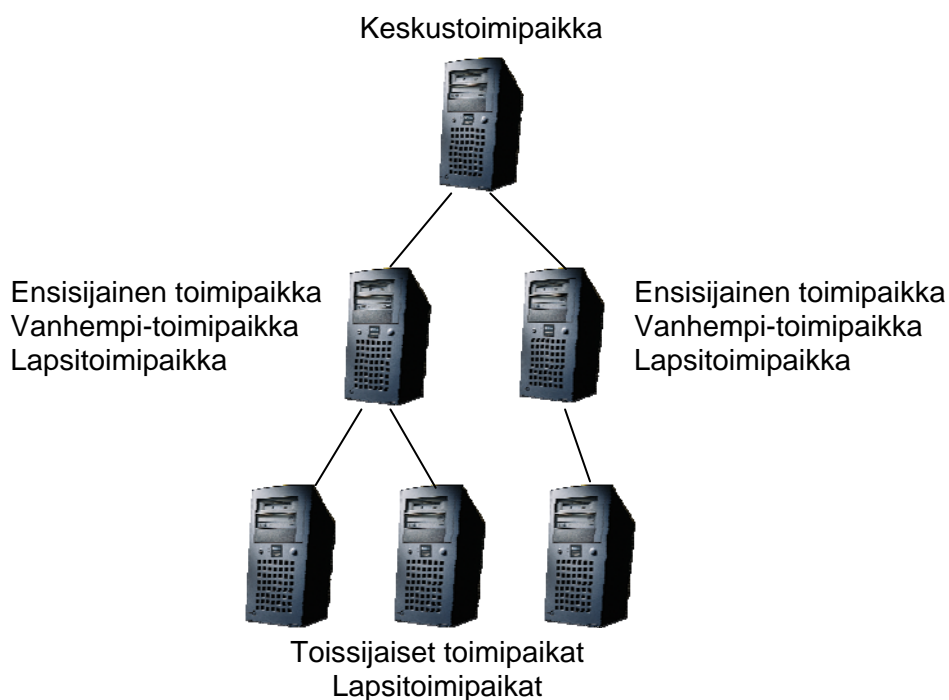 Keskustoimipaikka
Ensisijainen toimipaikka
Vanhempi-toimipaikka
Lapsitoimipaikka
Ensisijainen toimipaikka
Vanhempi-toimipaikka
Lapsitoimipaikka
Toissijaiset toimipaikat
Lapsitoimipaikat